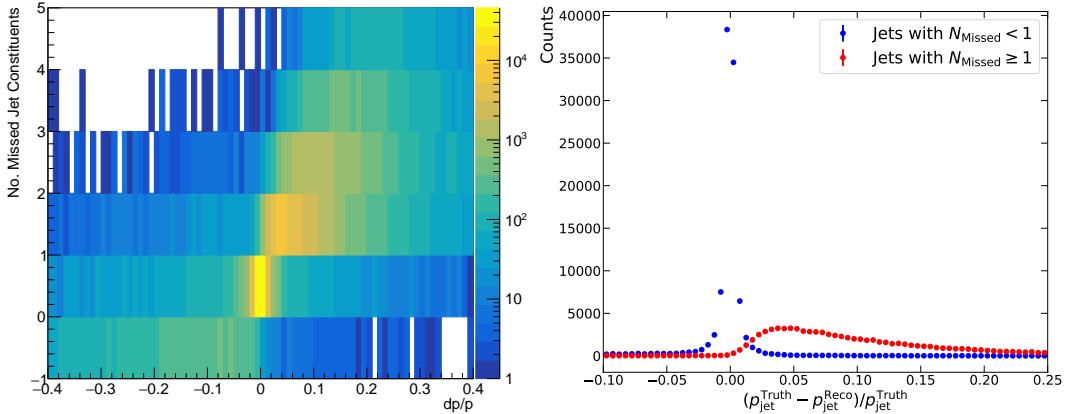 No. Missed Jet Constituents
5
4
3
2
1
0
−1
−0.4 −0.3 −0.2 −0.1 0 0.1 0.2 0.3 0.4
dp/p
10⁴
10³
10²
10
1
Counts
40000
35000
30000
25000
20000
15000
10000
5000
0
Jets with N_Missed < 1
Jets with N_Missed ≥ 1
−0.10 −0.05 0.00 0.05 0.10 0.15 0.20 0.25
(p_jet^Truth − p_jet^Reco)/p_jet^Truth